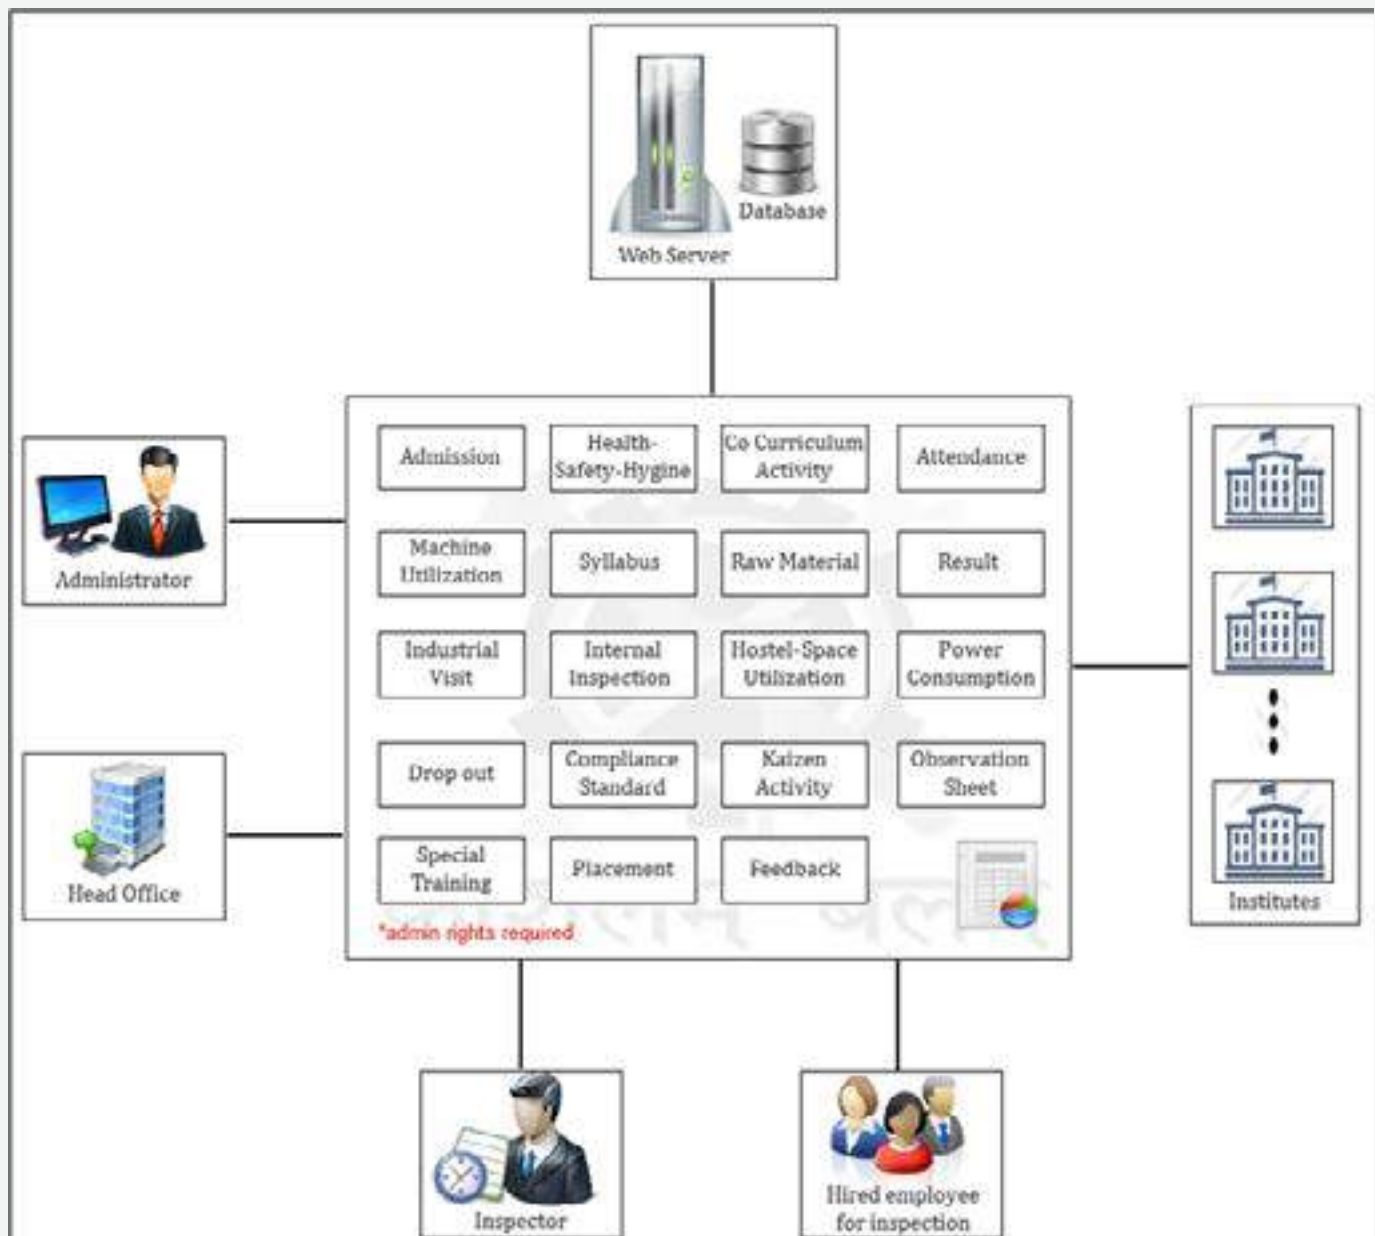 Database
Web Server
Admission
Health-
Safety-Hygine
Co Curriculum
Activity
Attendance
Machine
Utilization
Syllabus
Raw Material
Result
Industrial
Visit
Internal
Inspection
Hostel-Space
Utilization
Power
Consumption
Drop out
Compliance
Standard
Kaizen
Activity
Observation
Sheet
Special
Training
Placement
Feedback
*admin rights required
Administrator
Head Office
Institutes
Inspector
Hired employee
for inspection